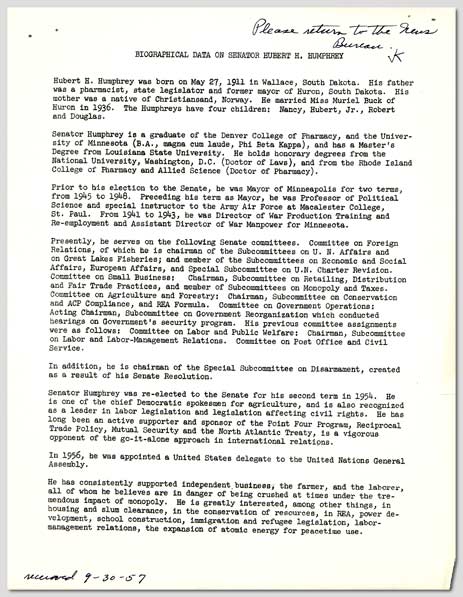 Please return to the News
Bureau. JK
BIOGRAPHICAL DATA ON SENATOR HUBERT H. HUMPHREY
Hubert H. Humphrey was born on May 27, 1911 in Wallace, South Dakota. His father
was a pharmacist, state legislator and former mayor of Huron, South Dakota. His
mother was a native of Christiansand, Norway. He married Miss Muriel Buck of
Huron in 1936. The Humphreys have four children: Nancy, Hubert, Jr., Robert
and Douglas.
Senator Humphrey is a graduate of the Denver College of Pharmacy, and the Univer-
sity of Minnesota (B.A., magna cum laude, Phi Beta Kappa), and has a Master's
Degree from Louisiana State University. He holds honorary degrees from the
National University, Washington, D.C. (Doctor of Laws), and from the Rhode Island
College of Pharmacy and Allied Science (Doctor of Pharmacy).
Prior to his election to the Senate, he was Mayor of Minneapolis for two terms,
from 1945 to 1948. Preceding his term as Mayor, he was Professor of Political
Science and special instructor to the Army Air Force at Macalester College,
St. Paul. From 1941 to 1943, he was Director of War Production Training and
Re-employment and Assistant Director of War Manpower for Minnesota.
Presently, he serves on the following Senate committees. Committee on Foreign
Relations, of which he is chairman of the Subcommittees on U. N. Affairs and
on Great Lakes Fisheries; and member of the Subcommittees on Economic and Social
Affairs, European Affairs, and Special Subcommittee on U.N. Charter Revision.
Committee on Small Business: Chairman, Subcommittee on Retailing, Distribution
and Fair Trade Practices, and member of Subcommittees on Monopoly and Taxes.
Committee on Agriculture and Forestry: Chairman, Subcommittee on Conservation
and ACP Compliance, and REA Formula. Committee on Government Operations:
Acting Chairman, Subcommittee on Government Reorganization which conducted
hearings on Government's security program. His previous committee assignments
were as follows: Committee on Labor and Public Welfare: Chairman, Subcommittee
on Labor and Labor-Management Relations. Committee on Post Office and Civil
Service.
In addition, he is chairman of the Special Subcommittee on Disarmament, created
as a result of his Senate Resolution.
Senator Humphrey was re-elected to the Senate for his second term in 1954. He
is one of the chief Democratic spokesmen for agriculture, and is also recognized
as a leader in labor legislation and legislation affecting civil rights. He has
long been an active supporter and sponsor of the Point Four Program, Reciprocal
Trade Policy, Mutual Security and the North Atlantic Treaty, is a vigorous
opponent of the go-it-alone approach in international relations.
In 1956, he was appointed a United States delegate to the United Nations General
Assembly.
He has consistently supported independent business, the farmer, and the laborer,
all of whom he believes are in danger of being crushed at times under the tre-
mendous impact of monopoly. He is greatly interested, among other things, in
housing and slum clearance, in the conservation of resources, in REA, power de-
velopment, school construction, immigration and refugee legislation, labor-
management relations, the expansion of atomic energy for peacetime use.
received 9-30-57